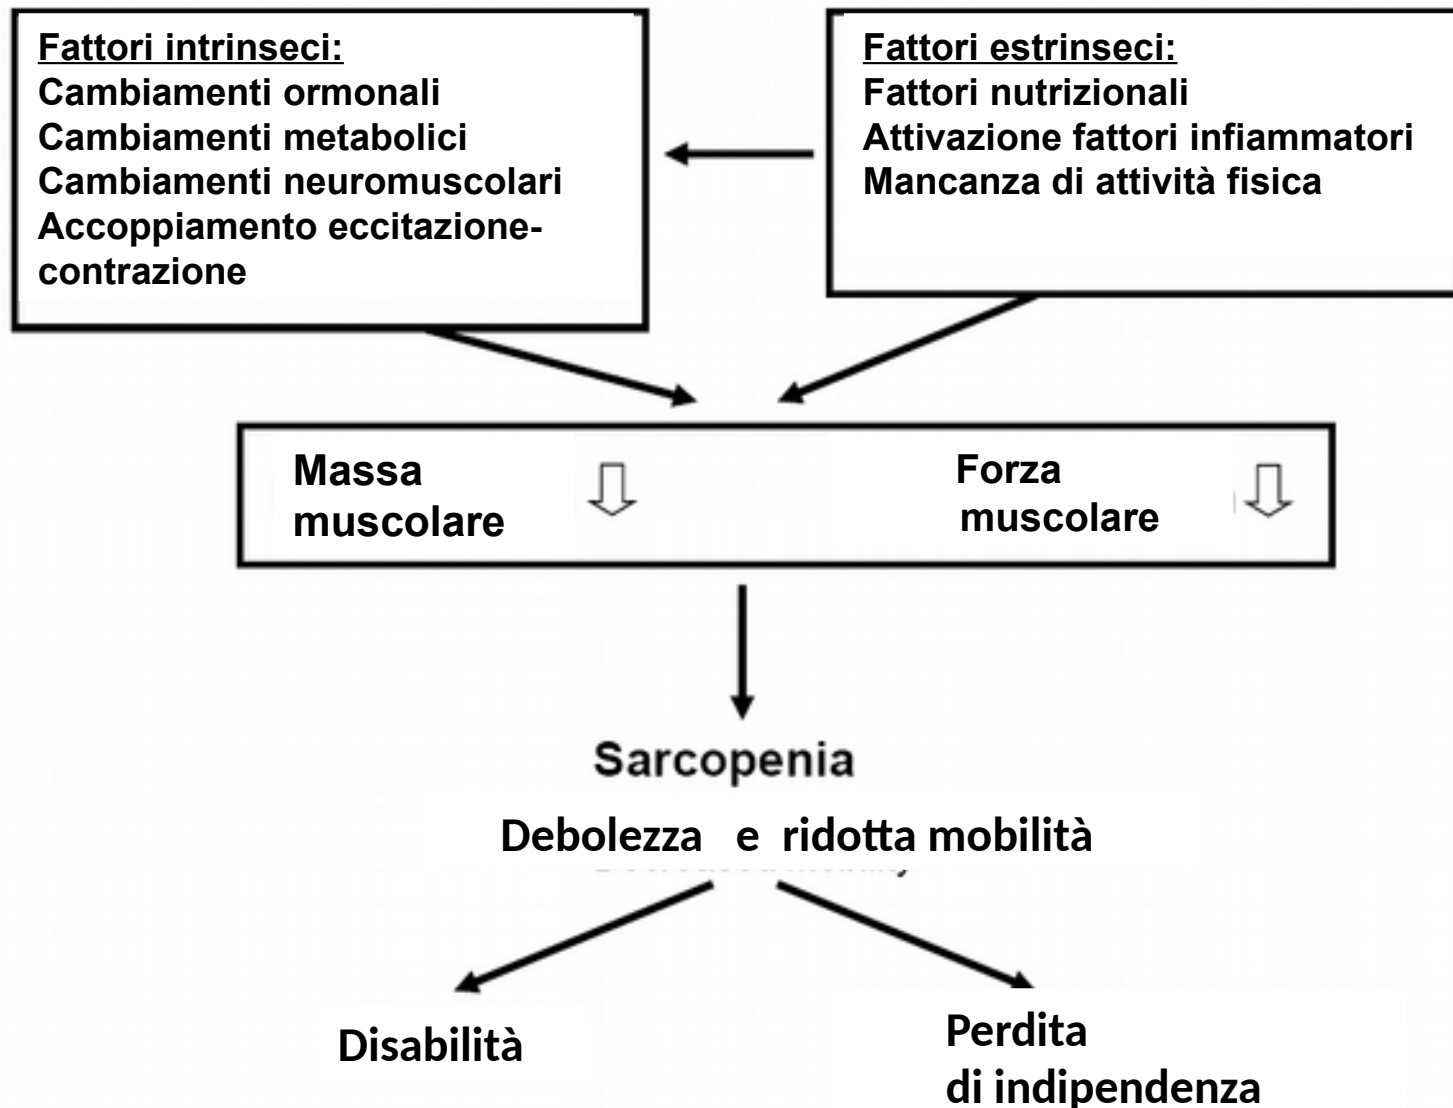 Fattori intrinseci:
Cambiamenti ormonali
Cambiamenti metabolici
Cambiamenti neuromuscolari
Accoppiamento eccitazione-
contrazione
Fattori estrinseci:
Fattori nutrizionali
Attivazione fattori infiammatori
Mancanza di attività fisica
Massa
muscolare
Forza
muscolare
Sarcopenia
Debolezza e ridotta mobilità
Disabilità
Perdita
di indipendenza